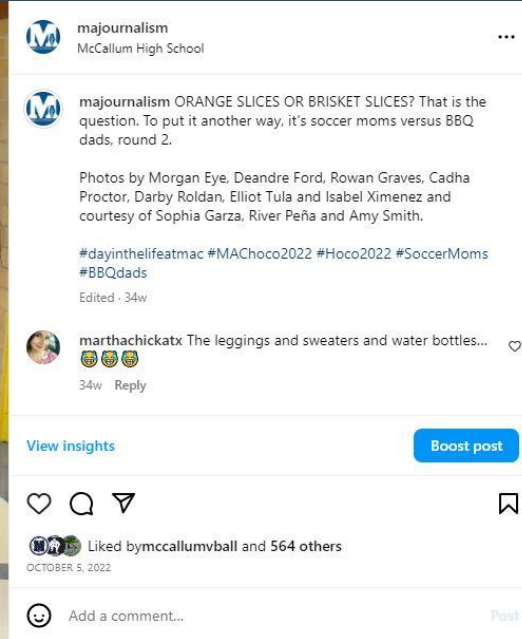 majournalism
McCallum High School
majournalism ORANGE SLICES OR BRISKET SLICES? That is the
question. To put it another way, it's soccer moms versus BBQ
dads, round 2.
Photos by Morgan Eye, Deandre Ford, Rowan Graves, Cadha
Proctor, Darby Roldan, Elliot Tula and Isabel Ximenez and
courtesy of Sophia Garza, River Peña and Amy Smith.
#dayinthelifeatmac #MAChoco2022 #Hoco2022 #SoccerMoms
#BBQdads
Edited · 34w
marthachickatx The leggings and sweaters and water bottles...
😹😹😹
34w Reply
View insights
Boost post
Liked bymccallumvball and 564 others
OCTOBER 5, 2022
Add a comment...
Post